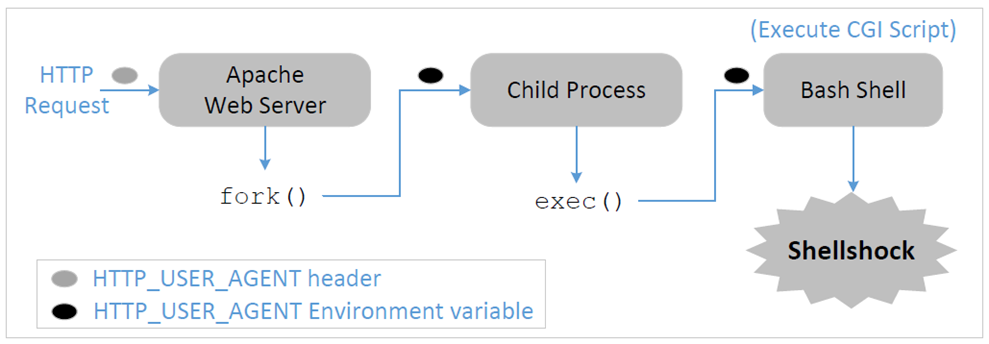 (Execute CGI Script)
HTTP
Request
Apache
Web Server
Child Process
Bash Shell
fork()
exec()
Shellshock
HTTP_USER_AGENT header
HTTP_USER_AGENT Environment variable